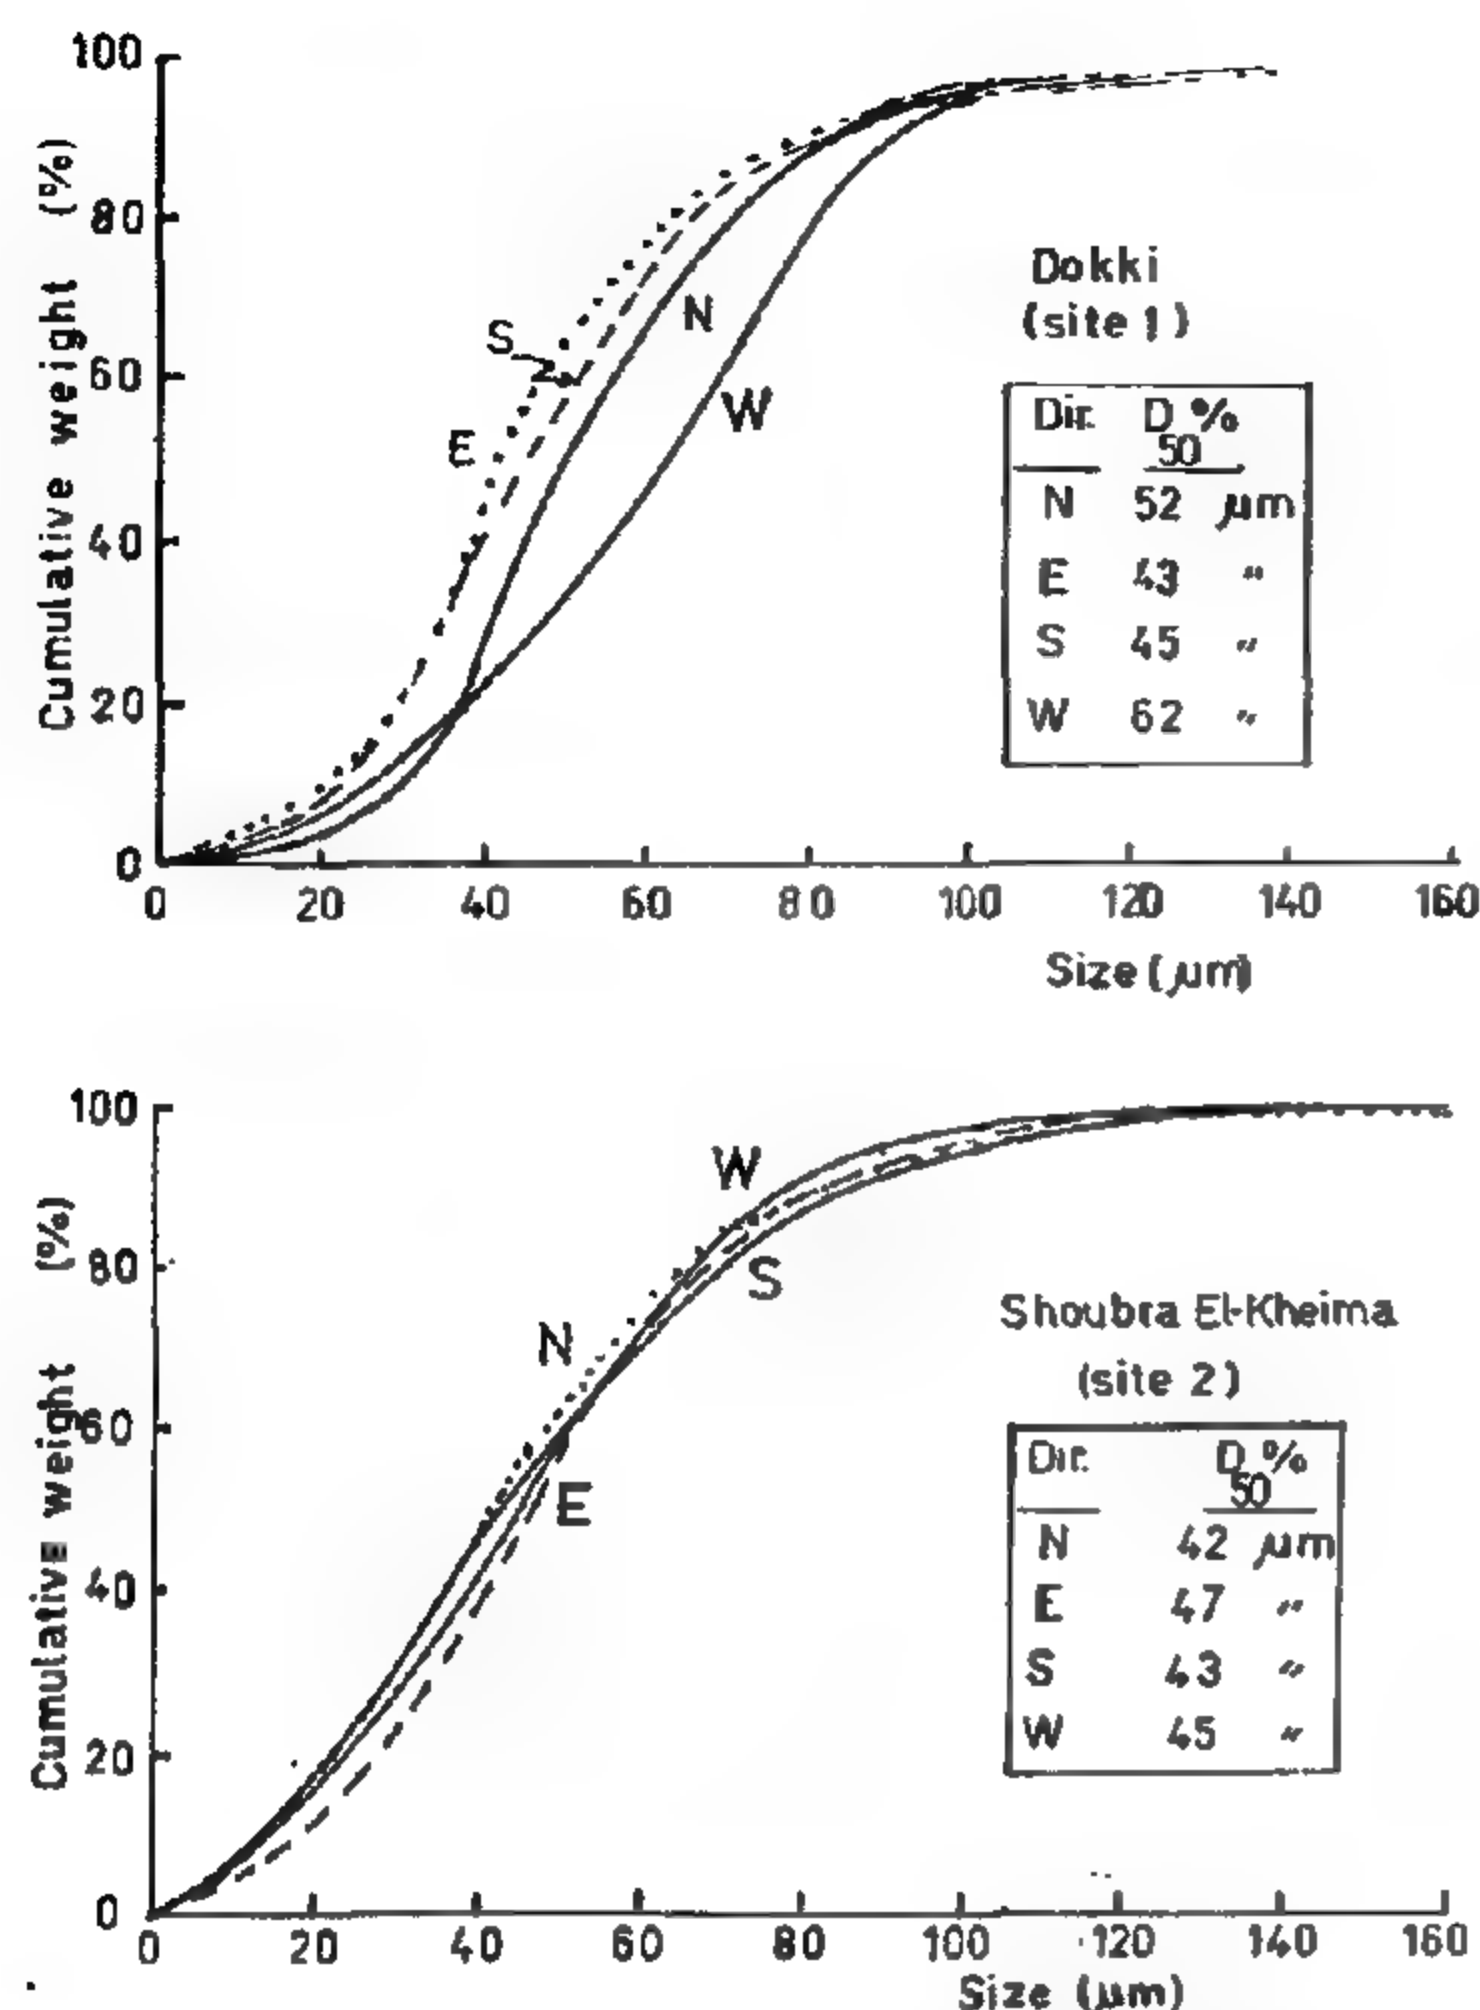 Cumulative weight (%)
100
80
60
40
20
0
0 20 40 60 80 100 120 140 160
Size (μm)
S
E
N
W
Dokki
(site 1)
Dir. D50 %
N 52 μm
E 43 "
S 45 "
W 62 "
Cumulative weight (%)
100
80
60
40
20
0
0 20 40 60 80 100 120 140 160
Size (μm)
W
S
N
E
Shoubra El-Kheima
(site 2)
Dir. D50 %
N 42 μm
E 47 "
S 43 "
W 45 "